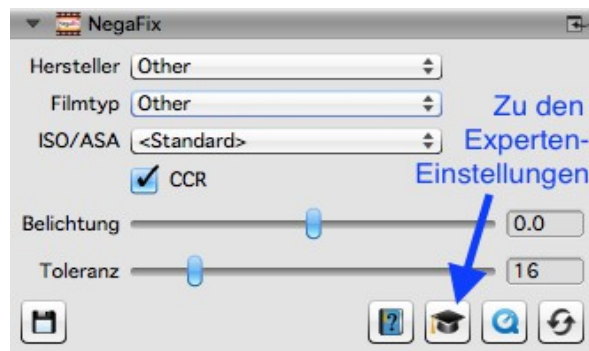 NegaFix
Hersteller Other
Filmtyp Other
ISO/ASA <Standard>
CCR
Zu den
Experten-
Einstellungen
Belichtung 0.0
Toleranz 16